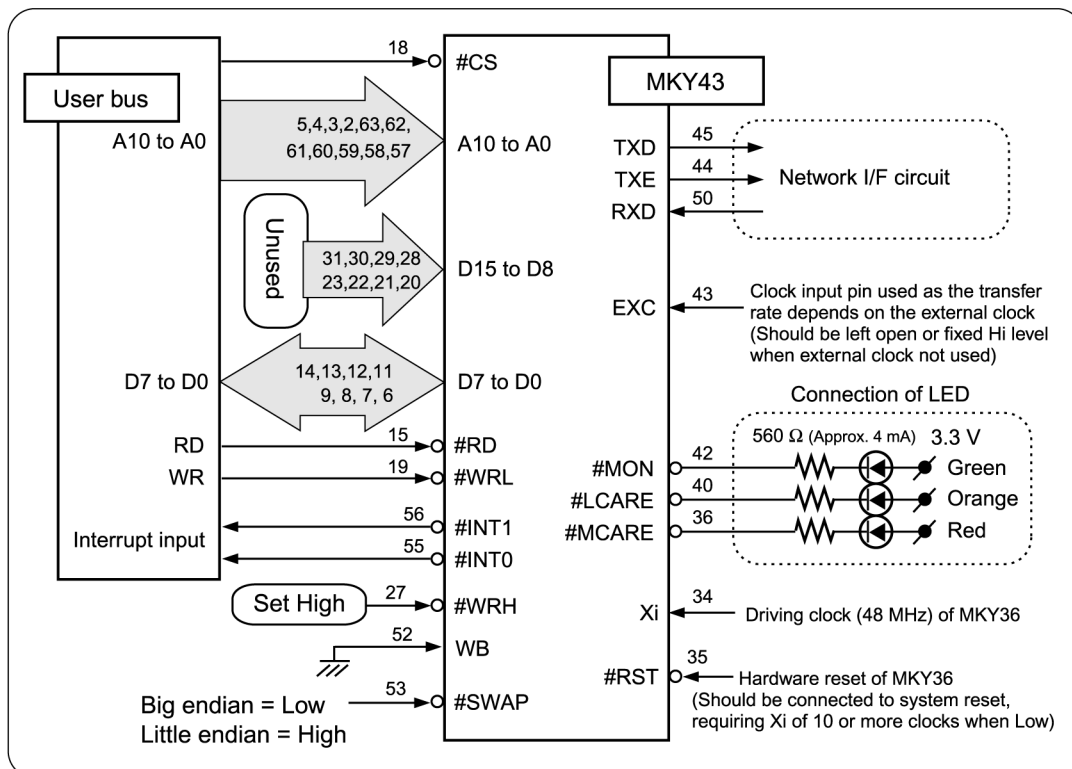 User bus
MKY43
18
#CS
A10 to A0
5,4,3,2,63,62,
61,60,59,58,57
A10 to A0
Unused
31,30,29,28
23,22,21,20
D15 to D8
D7 to D0
14,13,12,11
9, 8, 7, 6
D7 to D0
RD
15
#RD
WR
19
#WRL
Interrupt input
56
#INT1
55
#INT0
Set High
27
#WRH
52
WB
Big endian = Low
Little endian = High
53
#SWAP
TXD
45
TXE
44
RXD
50
Network I/F circuit
EXC
43
Clock input pin used as the transfer
rate depends on the external clock
(Should be left open or fixed Hi level
when external clock not used)
Connection of LED
560 Ω (Approx. 4 mA)
3.3 V
#MON
42
Green
#LCARE
40
Orange
#MCARE
36
Red
Xi
34
Driving clock (48 MHz) of MKY36
#RST
35
Hardware reset of MKY36
(Should be connected to system reset,
requiring Xi of 10 or more clocks when Low)